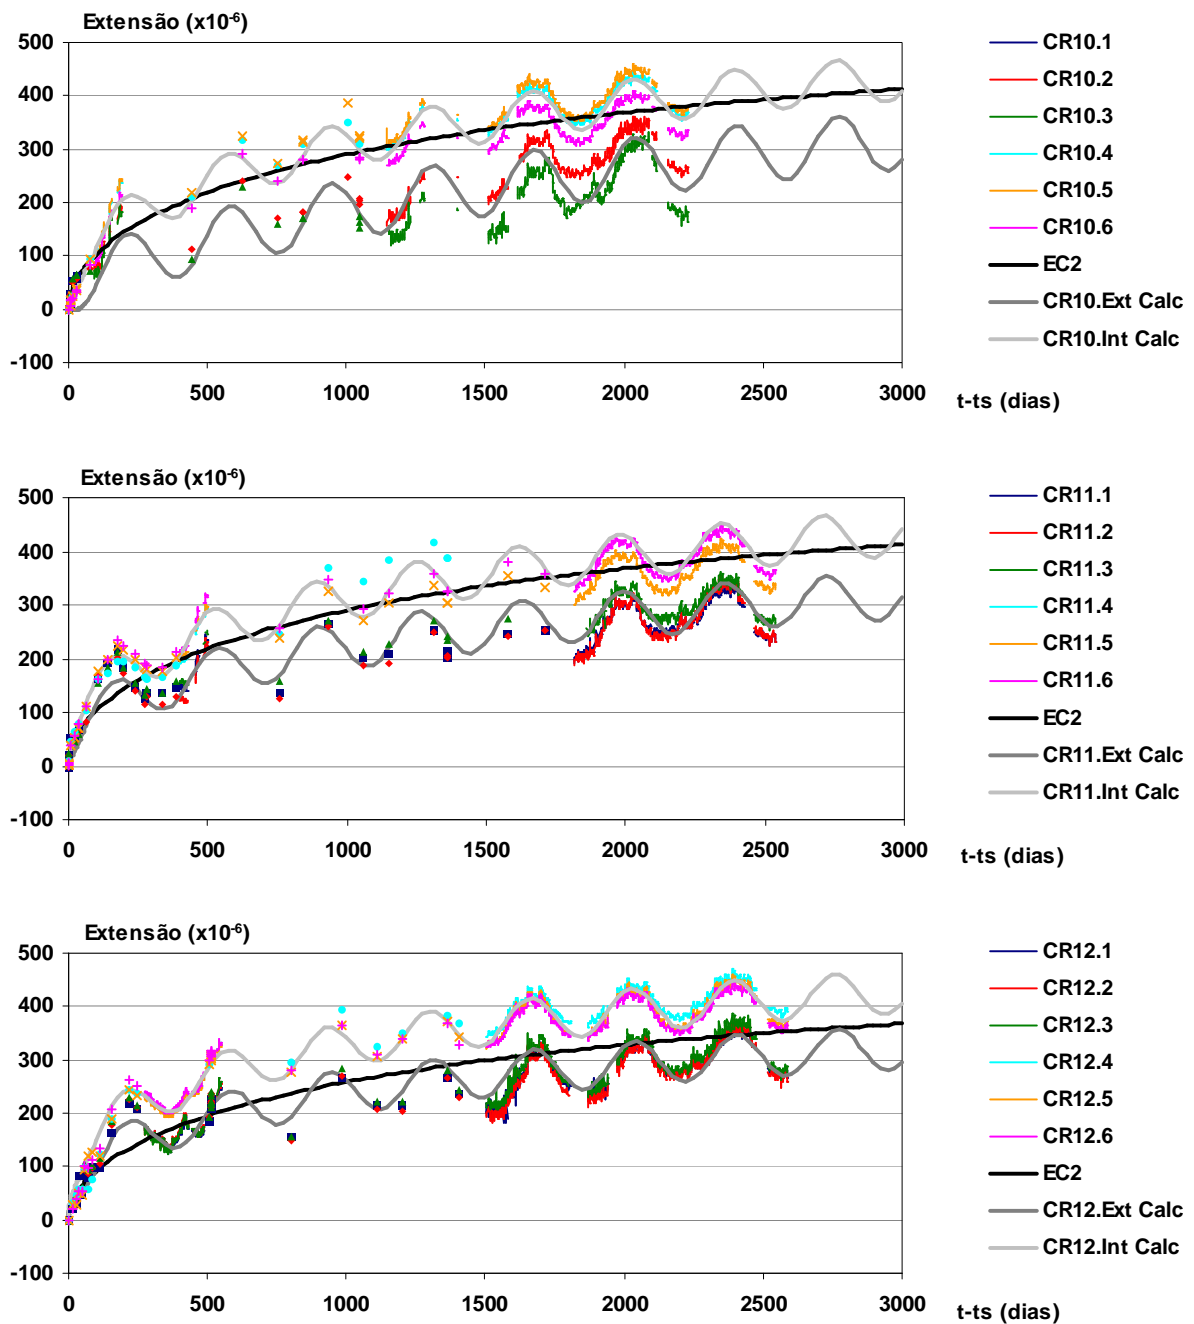 Extensão (x10⁻⁶)
500
400
300
200
100
0
-100
0 500 1000 1500 2000 2500 3000
t-ts (dias)
CR10.1
CR10.2
CR10.3
CR10.4
CR10.5
CR10.6
EC2
CR10.Ext Calc
CR10.Int Calc
Extensão (x10⁻⁶)
500
400
300
200
100
0
-100
0 500 1000 1500 2000 2500 3000
t-ts (dias)
CR11.1
CR11.2
CR11.3
CR11.4
CR11.5
CR11.6
EC2
CR11.Ext Calc
CR11.Int Calc
Extensão (x10⁻⁶)
500
400
300
200
100
0
-100
0 500 1000 1500 2000 2500 3000
t-ts (dias)
CR12.1
CR12.2
CR12.3
CR12.4
CR12.5
CR12.6
EC2
CR12.Ext Calc
CR12.Int Calc